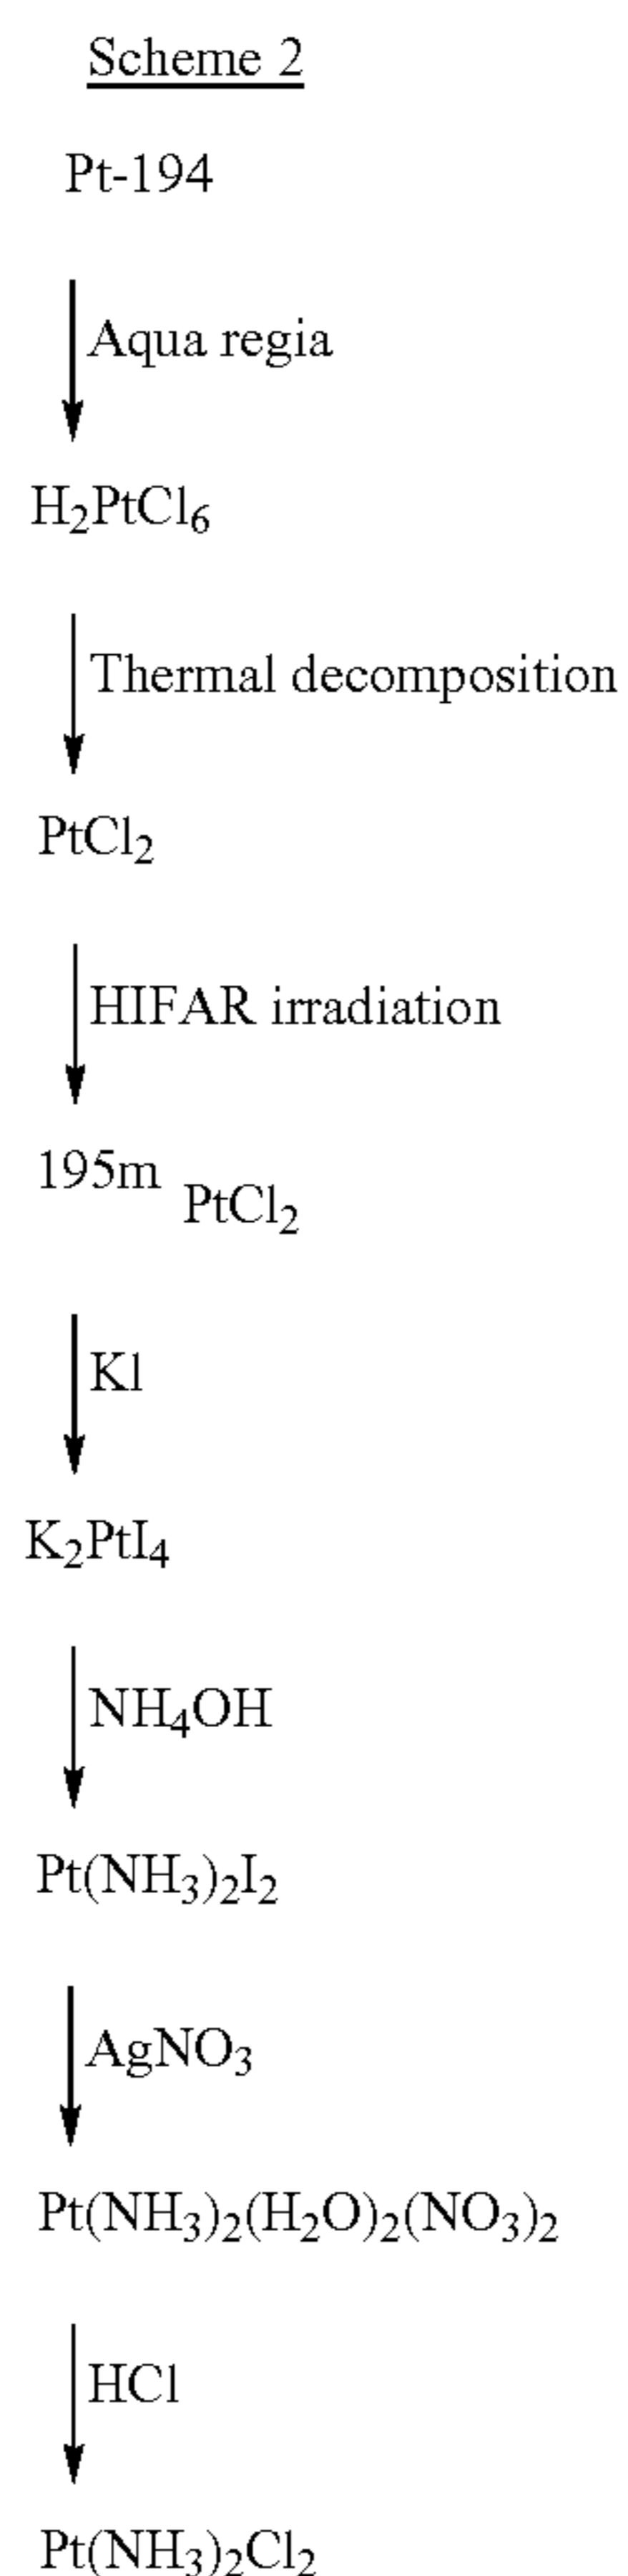 Scheme 2
Pt-194
Aqua regia
H₂PtCl₆
Thermal decomposition
PtCl₂
HIFAR irradiation
195m PtCl₂
Kl
K₂PtI₄
NH₄OH
Pt(NH₃)₂I₂
AgNO₃
Pt(NH₃)₂(H₂O)₂(NO₃)₂
HCl
Pt(NH₃)₂Cl₂